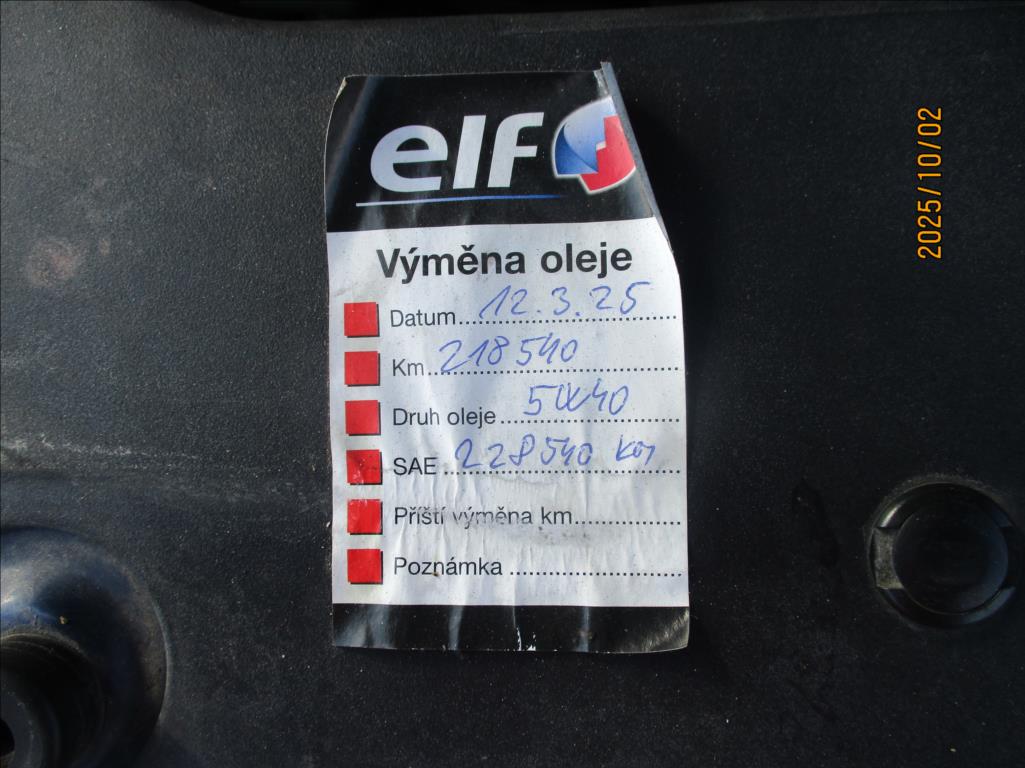 elf
Výměna oleje
Datum 12.3.25
Km 218540
Druh oleje 5W40
SAE 228540 km
Příští výměna km
Poznámka
2025/10/02